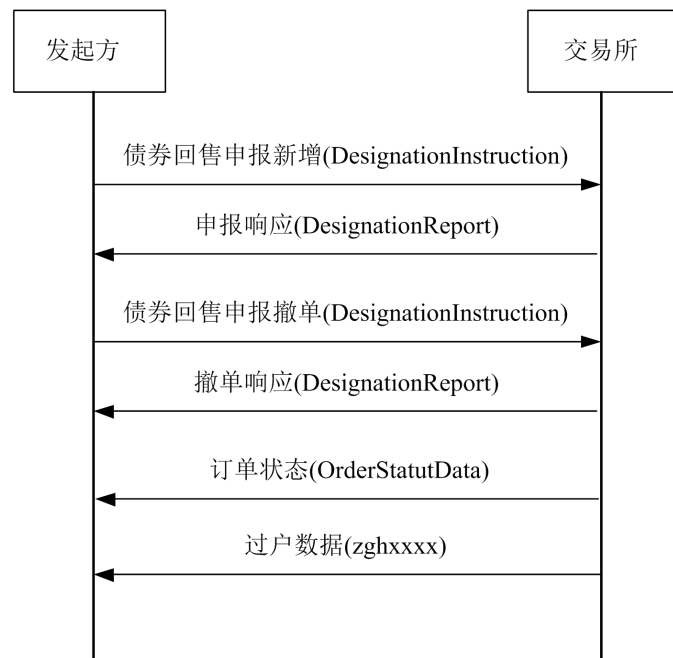 发起方
交易所
债券回售申报新增(DesignationInstruction)
申报响应(DesignationReport)
债券回售申报撤单(DesignationInstruction)
撤单响应(DesignationReport)
订单状态(OrderStatutData)
过户数据(zghxxxx)